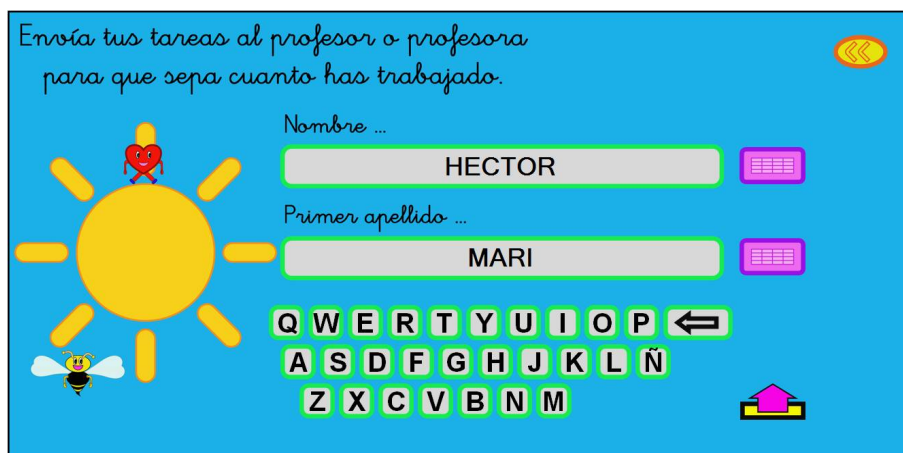 Envía tus tareas al profesor o profesora
para que sepa cuanto has trabajado.
Nombre ...
HECTOR
Primer apellido ...
MARI
Q W E R T Y U I O P
A S D F G H J K L Ñ
Z X C V B N M